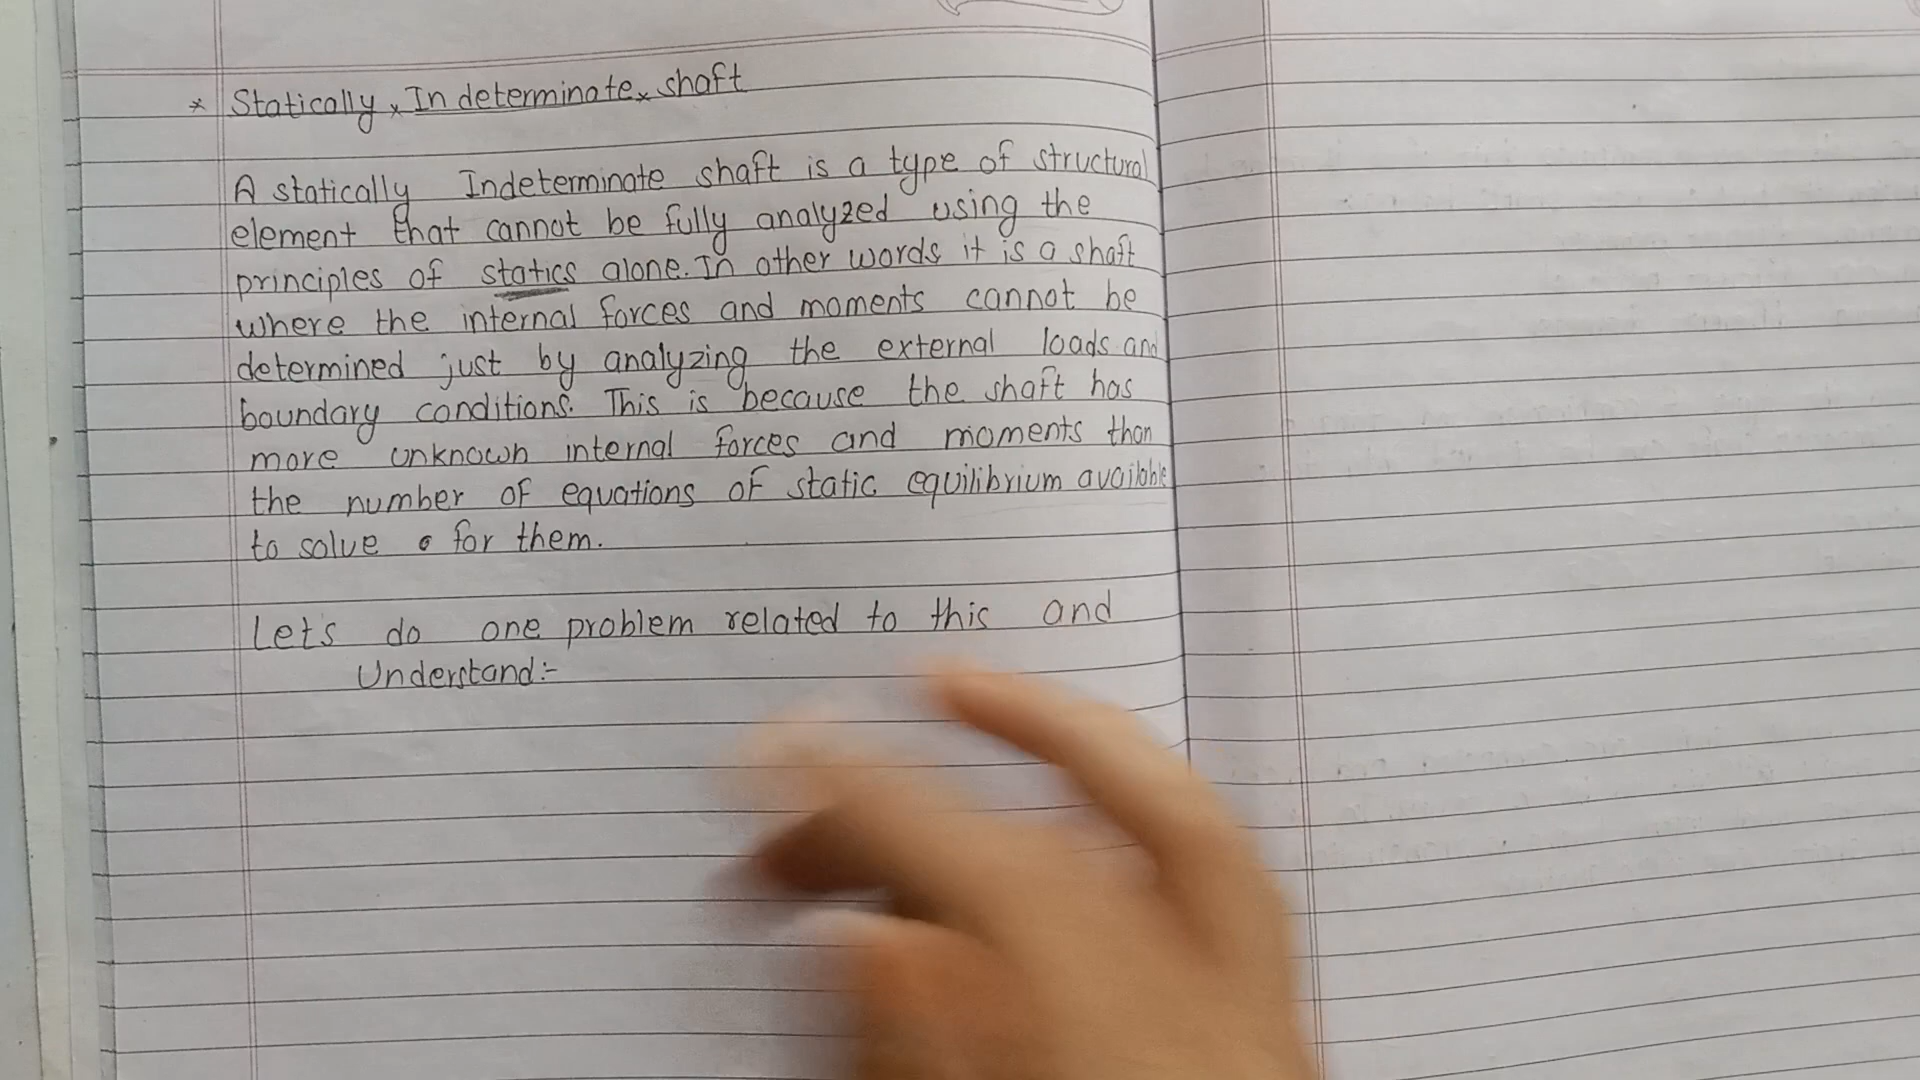 * Statically x Indeterminate x shaft
A statically Indeterminate shaft is a type of structural
element that cannot be fully analyzed using the
principles of statics alone. In other words it is a shaft
where the internal forces and moments cannot be
determined just by analyzing the external loads and
boundary conditions. This is because the shaft has
more unknown internal forces and moments than
the number of equations of static equilibrium available
to solve for them.
Let's do one problem related to this and
Understand:-